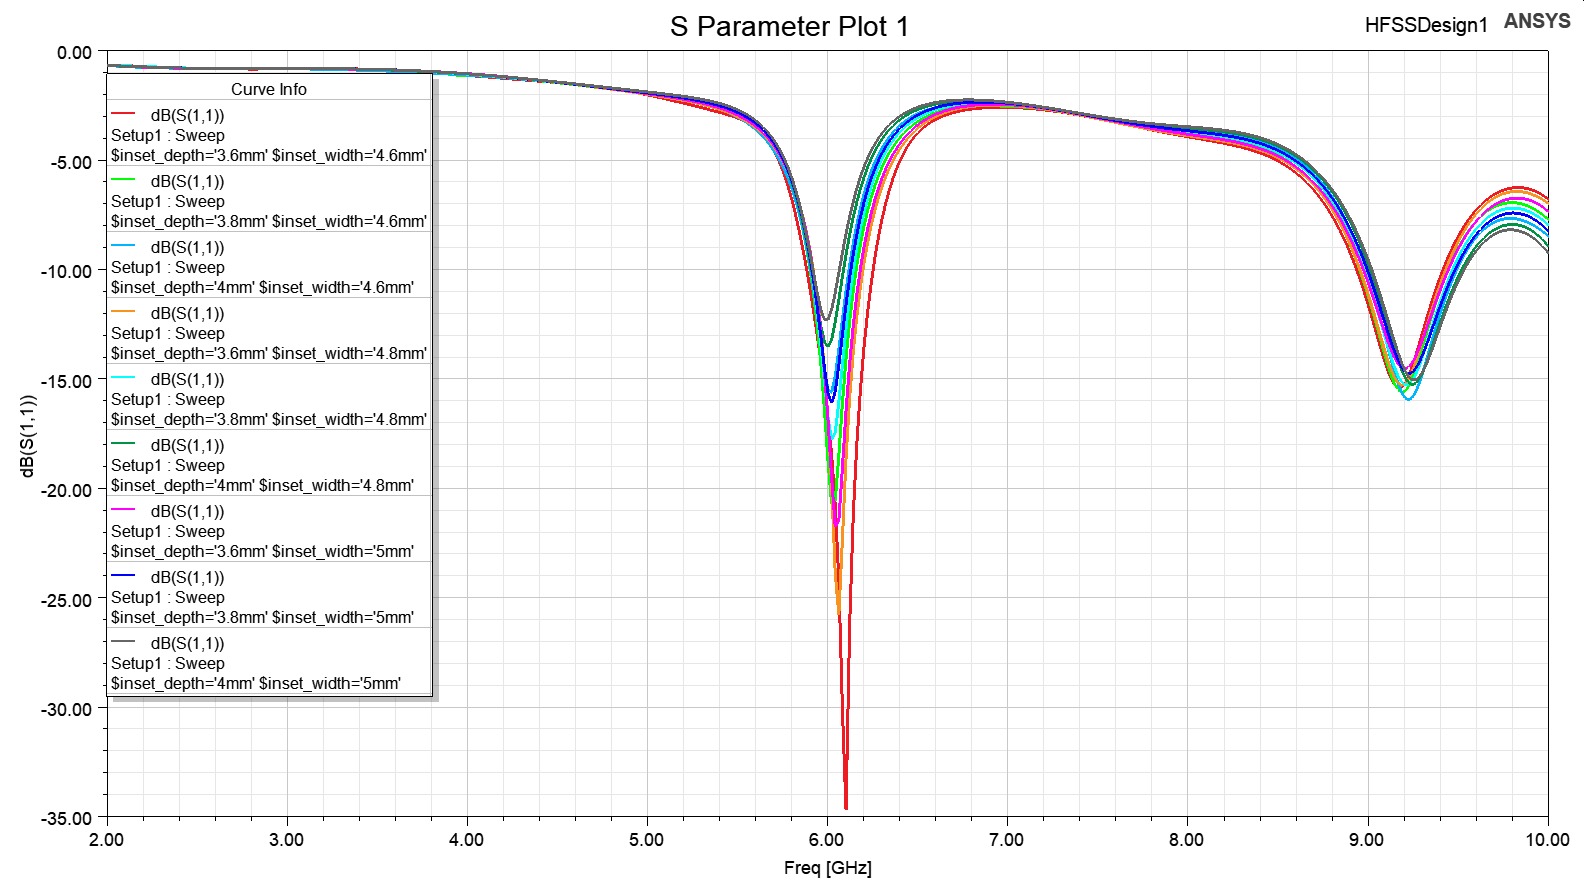 S Parameter Plot 1
HFSSDesign1 ANSYS
0.00
-5.00
-10.00
-15.00
-20.00
-25.00
-30.00
-35.00
dB(S(1,1))
Curve Info
dB(S(1,1))
Setup1 : Sweep
$inset_depth='3.6mm' $inset_width='4.6mm'
dB(S(1,1))
Setup1 : Sweep
$inset_depth='3.8mm' $inset_width='4.6mm'
dB(S(1,1))
Setup1 : Sweep
$inset_depth='4mm' $inset_width='4.6mm'
dB(S(1,1))
Setup1 : Sweep
$inset_depth='3.6mm' $inset_width='4.8mm'
dB(S(1,1))
Setup1 : Sweep
$inset_depth='3.8mm' $inset_width='4.8mm'
dB(S(1,1))
Setup1 : Sweep
$inset_depth='4mm' $inset_width='4.8mm'
dB(S(1,1))
Setup1 : Sweep
$inset_depth='3.6mm' $inset_width='5mm'
dB(S(1,1))
Setup1 : Sweep
$inset_depth='3.8mm' $inset_width='5mm'
dB(S(1,1))
Setup1 : Sweep
$inset_depth='4mm' $inset_width='5mm'
2.00 3.00 4.00 5.00 6.00 7.00 8.00 9.00 10.00
Freq [GHz]